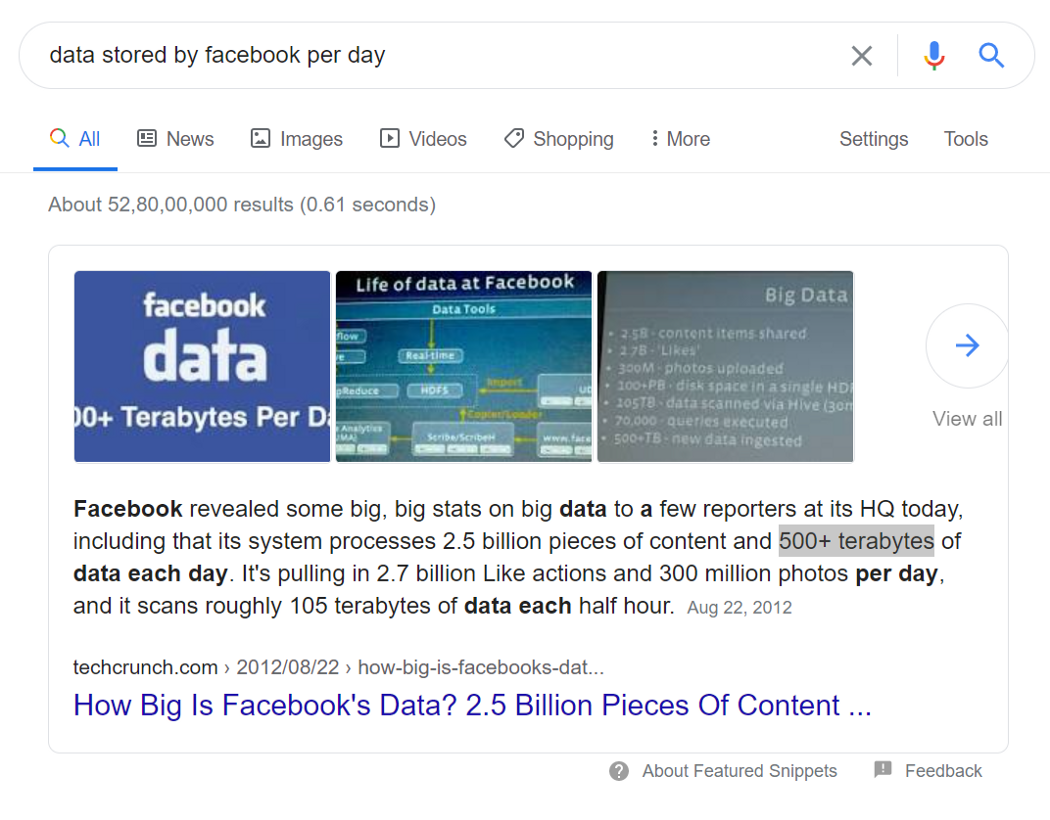 data stored by facebook per day
All News Images Videos Shopping More Settings Tools
About 52,80,00,000 results (0.61 seconds)
facebook
data
00+ Terabytes Per Da
Life of data at Facebook
Data Tools
flow
Real-time
pReduce HDFS Import
Copier/Loader
Analytics
Scribe/ScribeH www.face
Big Data
• 2.5B - content items shared
• 2.7B - 'Likes'
• 300M - photos uploaded
• 100+PB - disk space in a single HDF
• 105TB - data scanned via Hive (30m
• 70,000 - queries executed
• 500+TB - new data ingested
View all
Facebook revealed some big, big stats on big data to a few reporters at its HQ today,
including that its system processes 2.5 billion pieces of content and 500+ terabytes of
data each day. It's pulling in 2.7 billion Like actions and 300 million photos per day,
and it scans roughly 105 terabytes of data each half hour. Aug 22, 2012
techcrunch.com › 2012/08/22 › how-big-is-facebooks-dat...
How Big Is Facebook's Data? 2.5 Billion Pieces Of Content ...
About Featured Snippets Feedback